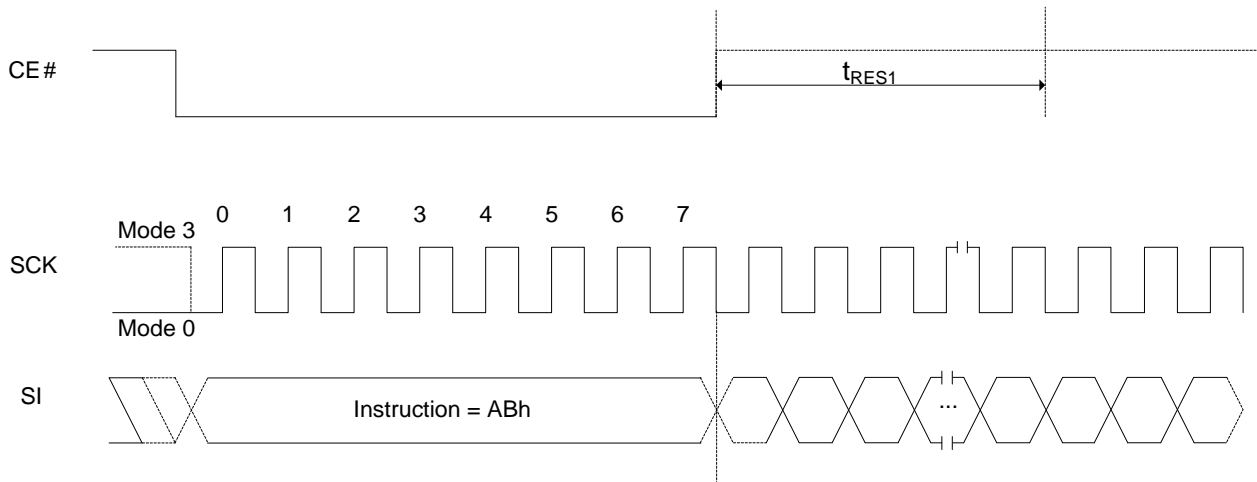 CE#
tRES1
0 1 2 3 4 5 6 7
Mode 3
SCK
Mode 0
SI
Instruction = ABh
...